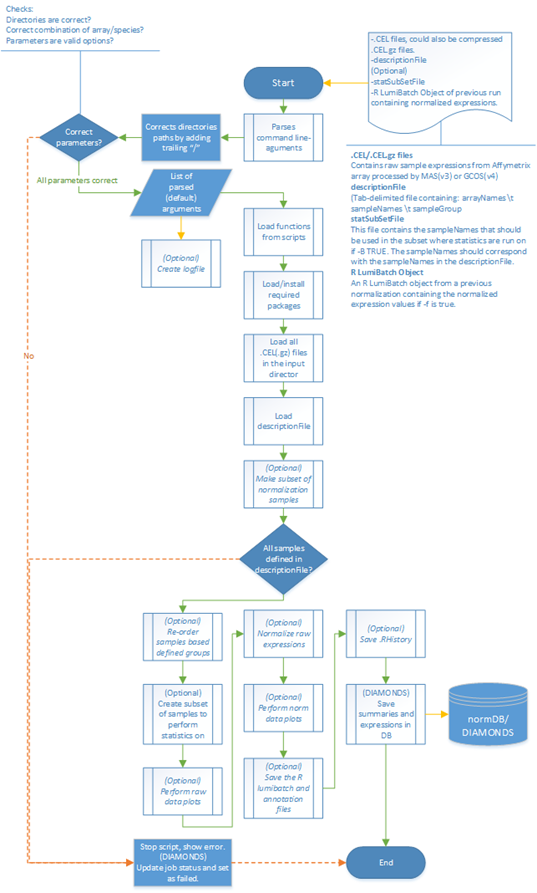 Checks:
Directories are correct?
Correct combination of array/species?
Parameters are valid options?
-.CEL files, could also be compressed
.CEL.gz files.
-descriptionFile
(Optional)
-statSubSetFile
-R LumiBatch Object of previous run
containing normalized expressions.
Start
Parses
command line-
aguments
Corrects directories
paths by adding
trailing "/"
Correct
parameters?
All parameters correct
List of
parsed
(default)
arguments
(Optional)
Create logfile
.CEL/.CEL.gz files
Contains raw sample expressions from Affymetrix
array processed by MAS(v3) or GCOS(v4)
descriptionFile
(Tab-delimited file containing: arrayNames \t
sampleNames \t sampleGroup
statSubSetFile
This file contains the sampleNames that should
be used in the subset where statistics are run on
if -B TRUE. The sampleNames should correspond
with the sampleNames in the descriptionFile.
R LumiBatch Object
An R LumiBatch object from a previous
normalization containing the normalized
expression values if -f is true.
Load functions
from scripts
Load/install
required
packages
No
Load all
.CEL(.gz) files
in the input
director
Load
descriptionFile
(Optional)
Make subset of
normalization
samples
All samples
defined in
descriptionFile?
(Optional)
Re-order
samples based
defined groups
(Optional)
Create subset
of samples to
perform
statistics on
(Optional)
Perform raw
data plots
(Optional)
Normalize raw
expressions
(Optional)
Perform norm
data plots
(Optional)
Save the R
lumibatch and
annotation
files
(Optional)
Save .RHistory
(DIAMONDS)
Save
summaries and
expressions in
DB
normDB/
DIAMONDS
Stop script, show error.
(DIAMONDS)
Update job status and set
as failed.
End